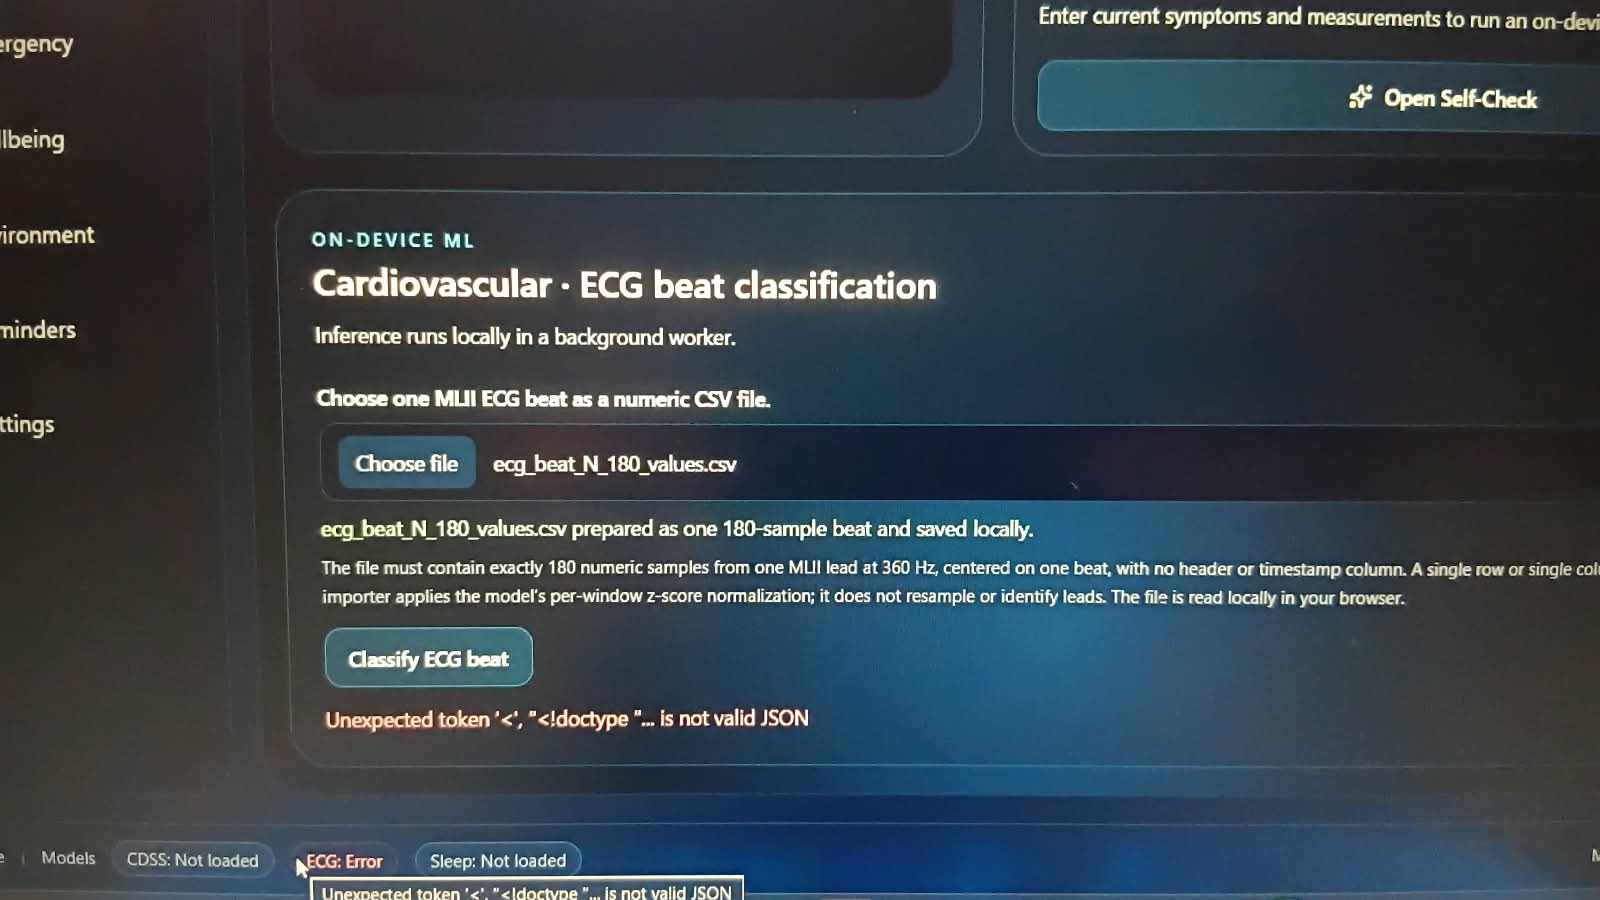 Enter current symptoms and measurements to run an on-devi
Open Self-Check
ergency
lbeing
ironment
minders
ttings
ON-DEVICE ML
Cardiovascular · ECG beat classification
Inference runs locally in a background worker.
Choose one MLII ECG beat as a numeric CSV file.
Choose file ecg_beat_N_180_values.csv
ecg_beat_N_180_values.csv prepared as one 180-sample beat and saved locally.
The file must contain exactly 180 numeric samples from one MLII lead at 360 Hz, centered on one beat, with no header or timestamp column. A single row or single col
importer applies the model's per-window z-score normalization; it does not resample or identify leads. The file is read locally in your browser.
Classify ECG beat
Unexpected token '<', "<!doctype "... is not valid JSON
e | Models CDSS: Not loaded ECG: Error Sleep: Not loaded M
Unexpected token '<', "<!doctype "... is not valid JSON